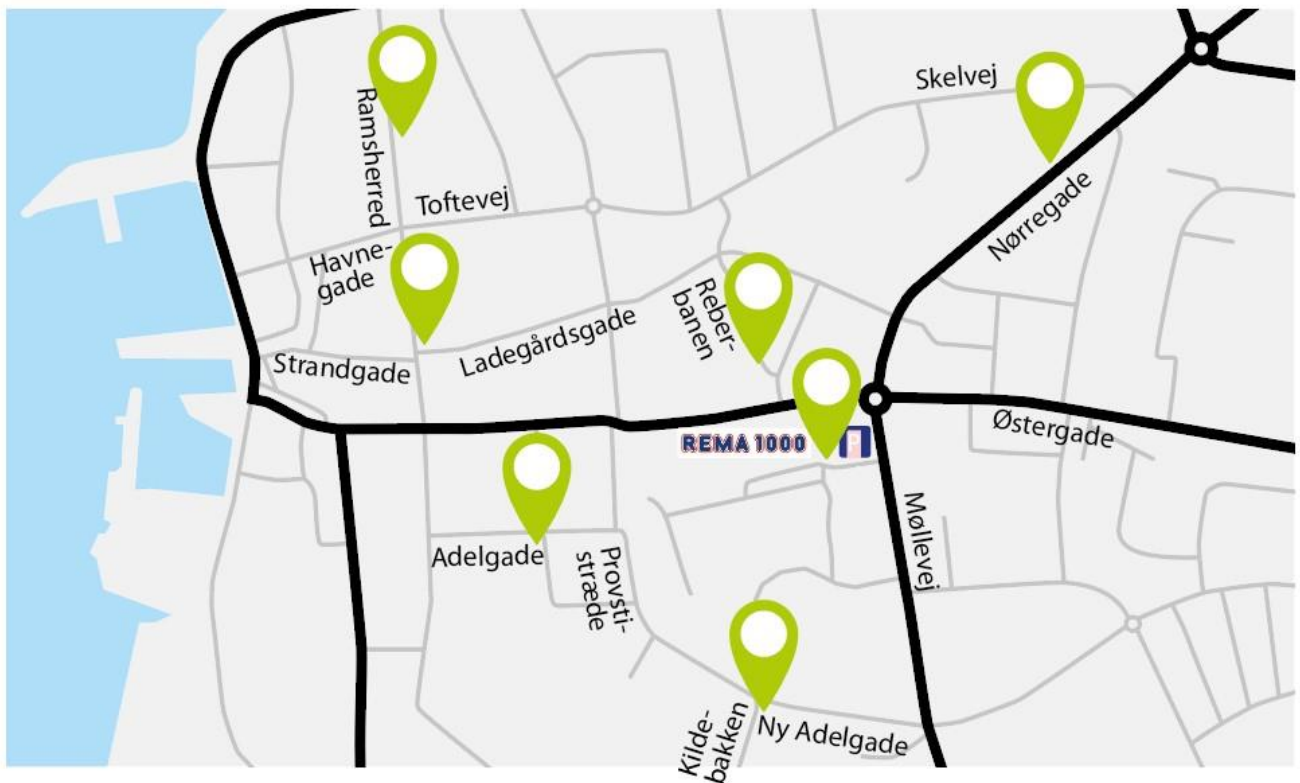 Skelvej
Ramsherred
Toftevej
Nørregade
Havne-
gade
Reber-
banen
Ladegårdsgade
Strandgade
Østergade
REMA 1000
P
Møllevej
Adelgade
Provsti-
stræde
Kilde-
bakken
Ny Adelgade